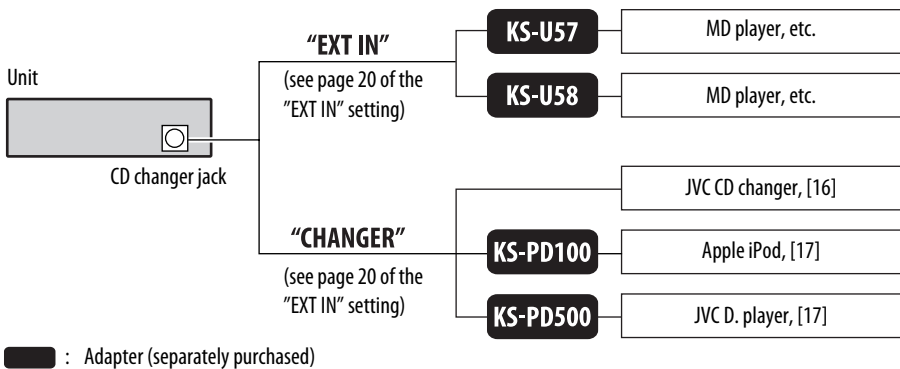 Unit
CD changer jack
“EXT IN”
(see page 20 of the
”EXT IN” setting)
KS-U57
MD player, etc.
KS-U58
MD player, etc.
“CHANGER”
(see page 20 of the
”EXT IN” setting)
JVC CD changer, [16]
KS-PD100
Apple iPod, [17]
KS-PD500
JVC D. player, [17]
: Adapter (separately purchased)